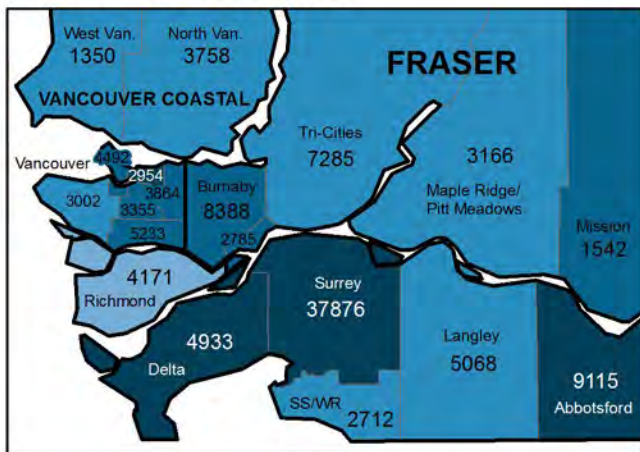 West Van.
1350
North Van.
3758
FRASER
VANCOUVER COASTAL
Tri-Cities
7285
3166
Maple Ridge/
Pitt Meadows
Vancouver
4492
2954
3864
3002
3355
5233
Burnaby
8388
2785
Mission
1542
4171
Richmond
Surrey
37876
4933
Delta
Langley
5068
9115
Abbotsford
SS/WR
2712